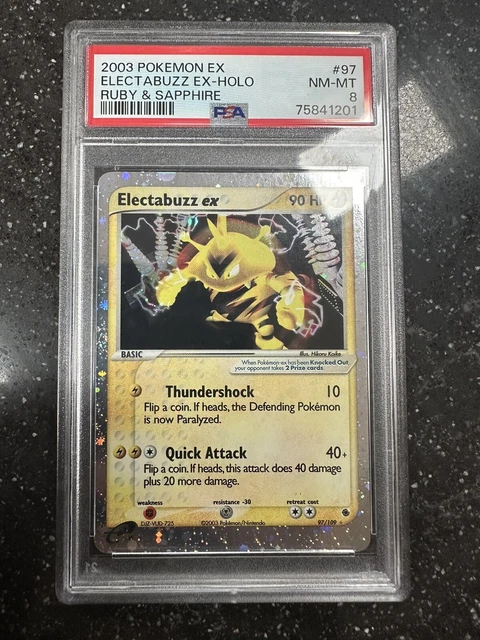 2003 POKEMON EX #97
ELECTABUZZ EX-HOLO NM-MT
RUBY & SAPPHIRE 8
PSA 75841201
Electabuzz ex 90 HP
BASIC Illus. Hikaru Koike
When Pokémon-ex has been Knocked Out,
your opponent takes 2 Prize cards.
Thundershock 10
Flip a coin. If heads, the Defending Pokémon
is now Paralyzed.
Quick Attack 40+
Flip a coin. If heads, this attack does 40 damage
plus 20 more damage.
weakness resistance -30 retreat cost
DJZ-VUD-725 ©2003 Pokémon/Nintendo 97/109